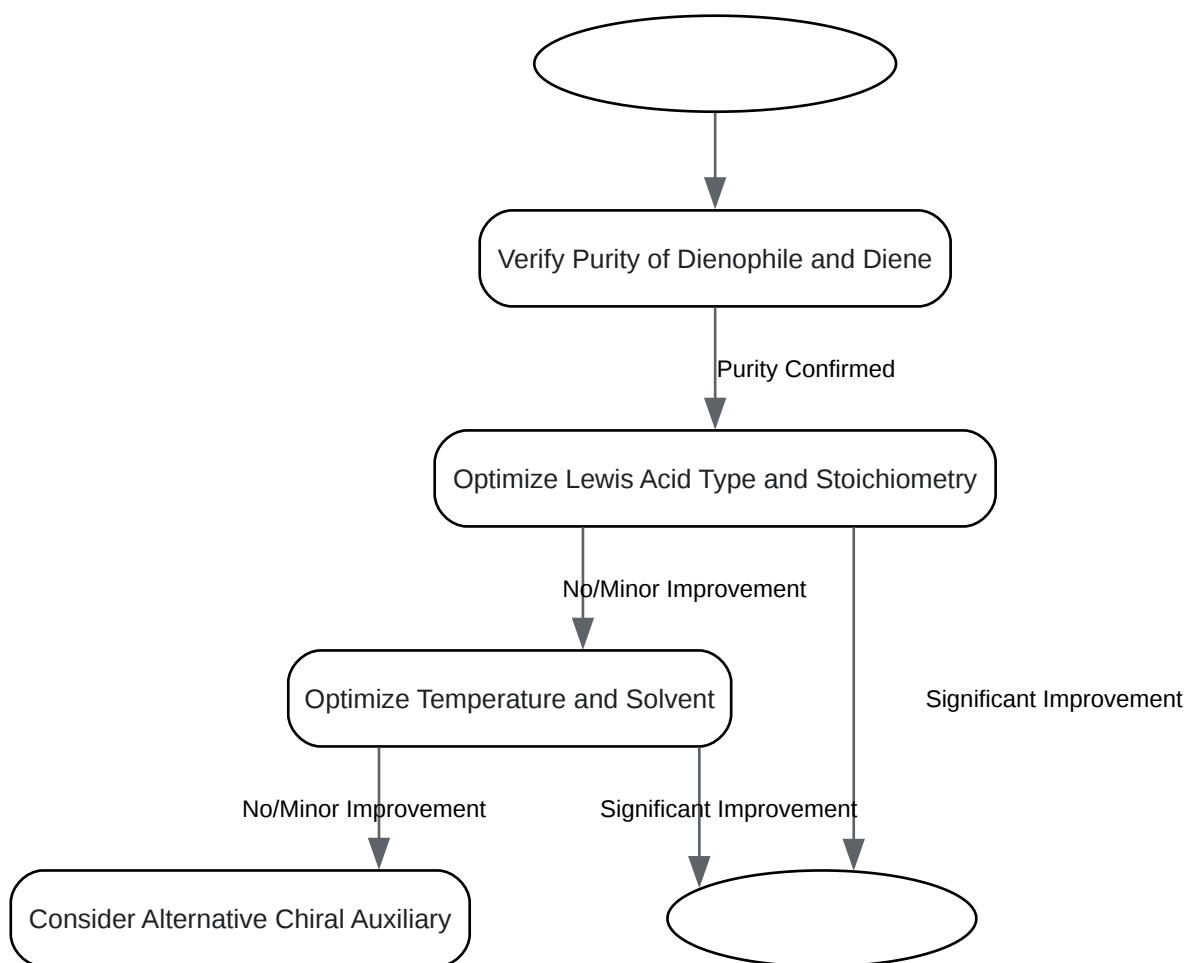 Verify Purity of Dienophile and Diene
Purity Confirmed
Optimize Lewis Acid Type and Stoichiometry
No/Minor Improvement
Optimize Temperature and Solvent
Significant Improvement
No/Minor Improvement
Significant Improvement
Consider Alternative Chiral Auxiliary